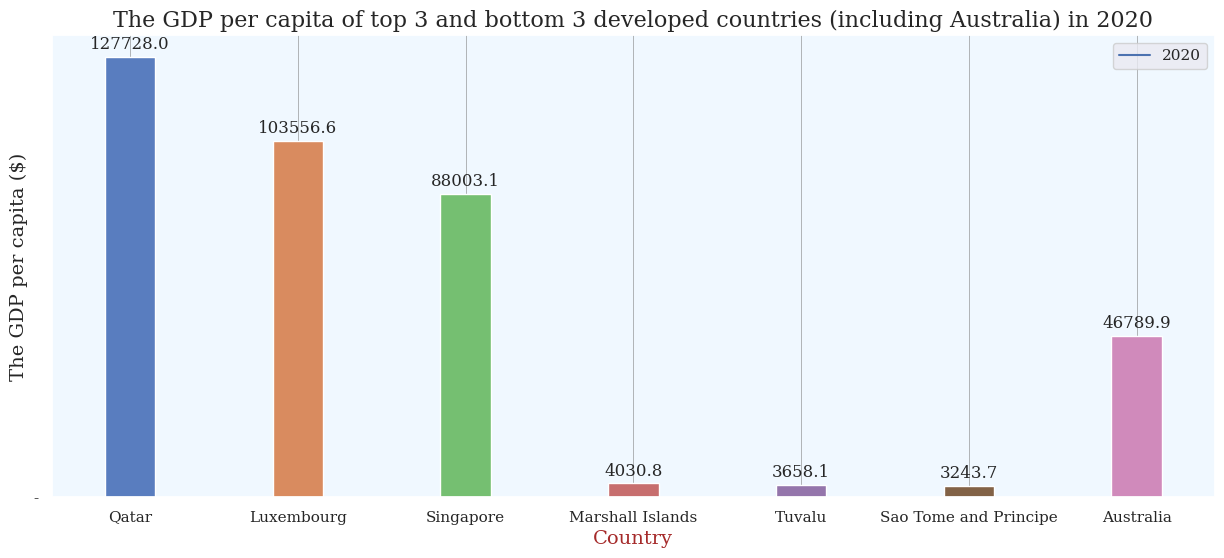 The GDP per capita of top 3 and bottom 3 developed countries (including Australia) in 2020
127728.0
103556.6
88003.1
4030.8
3658.1
3243.7
46789.9
2020
The GDP per capita ($)
-
Qatar
Luxembourg
Singapore
Marshall Islands
Tuvalu
Sao Tome and Principe
Australia
Country